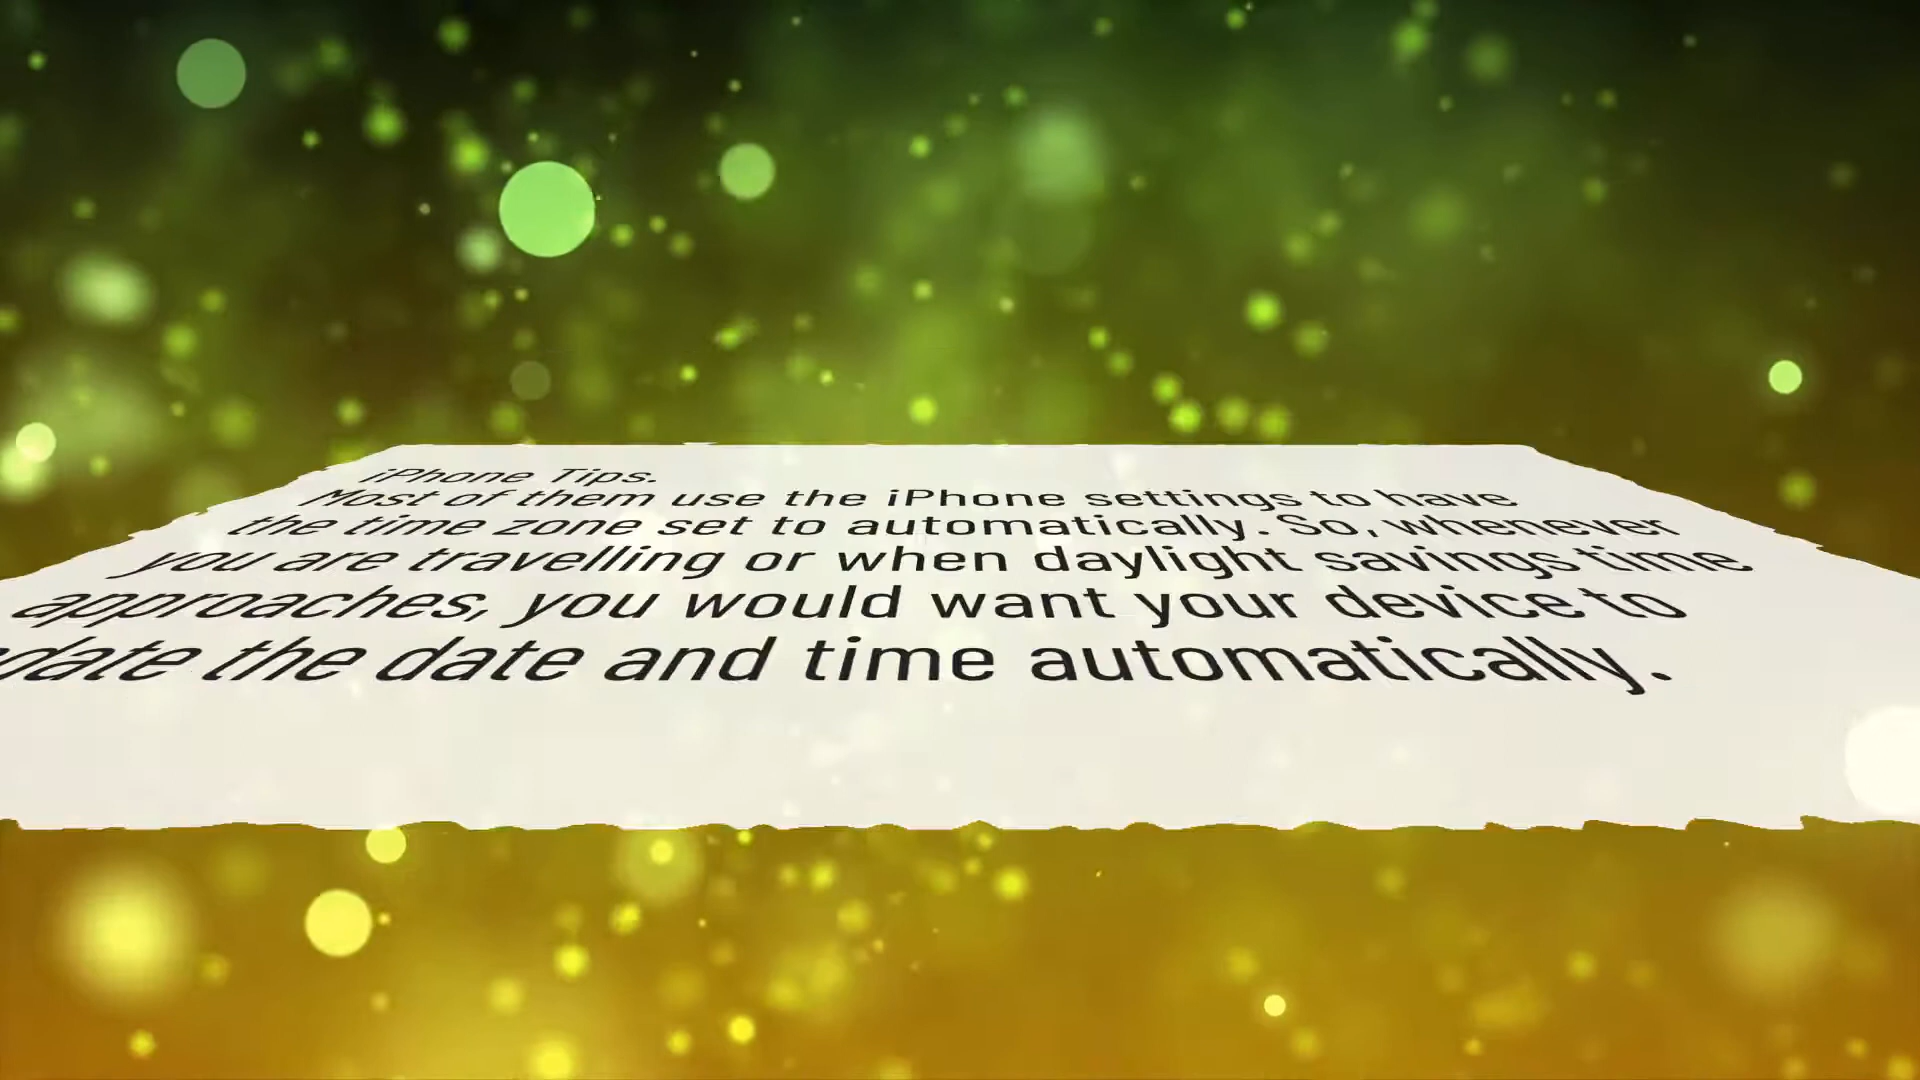 iPhone Tips.
Most of them use the iPhone settings to have
the time zone set to automatically. So, whenever
you are travelling or when daylight savings time
approaches, you would want your device to
the date and time automatically.